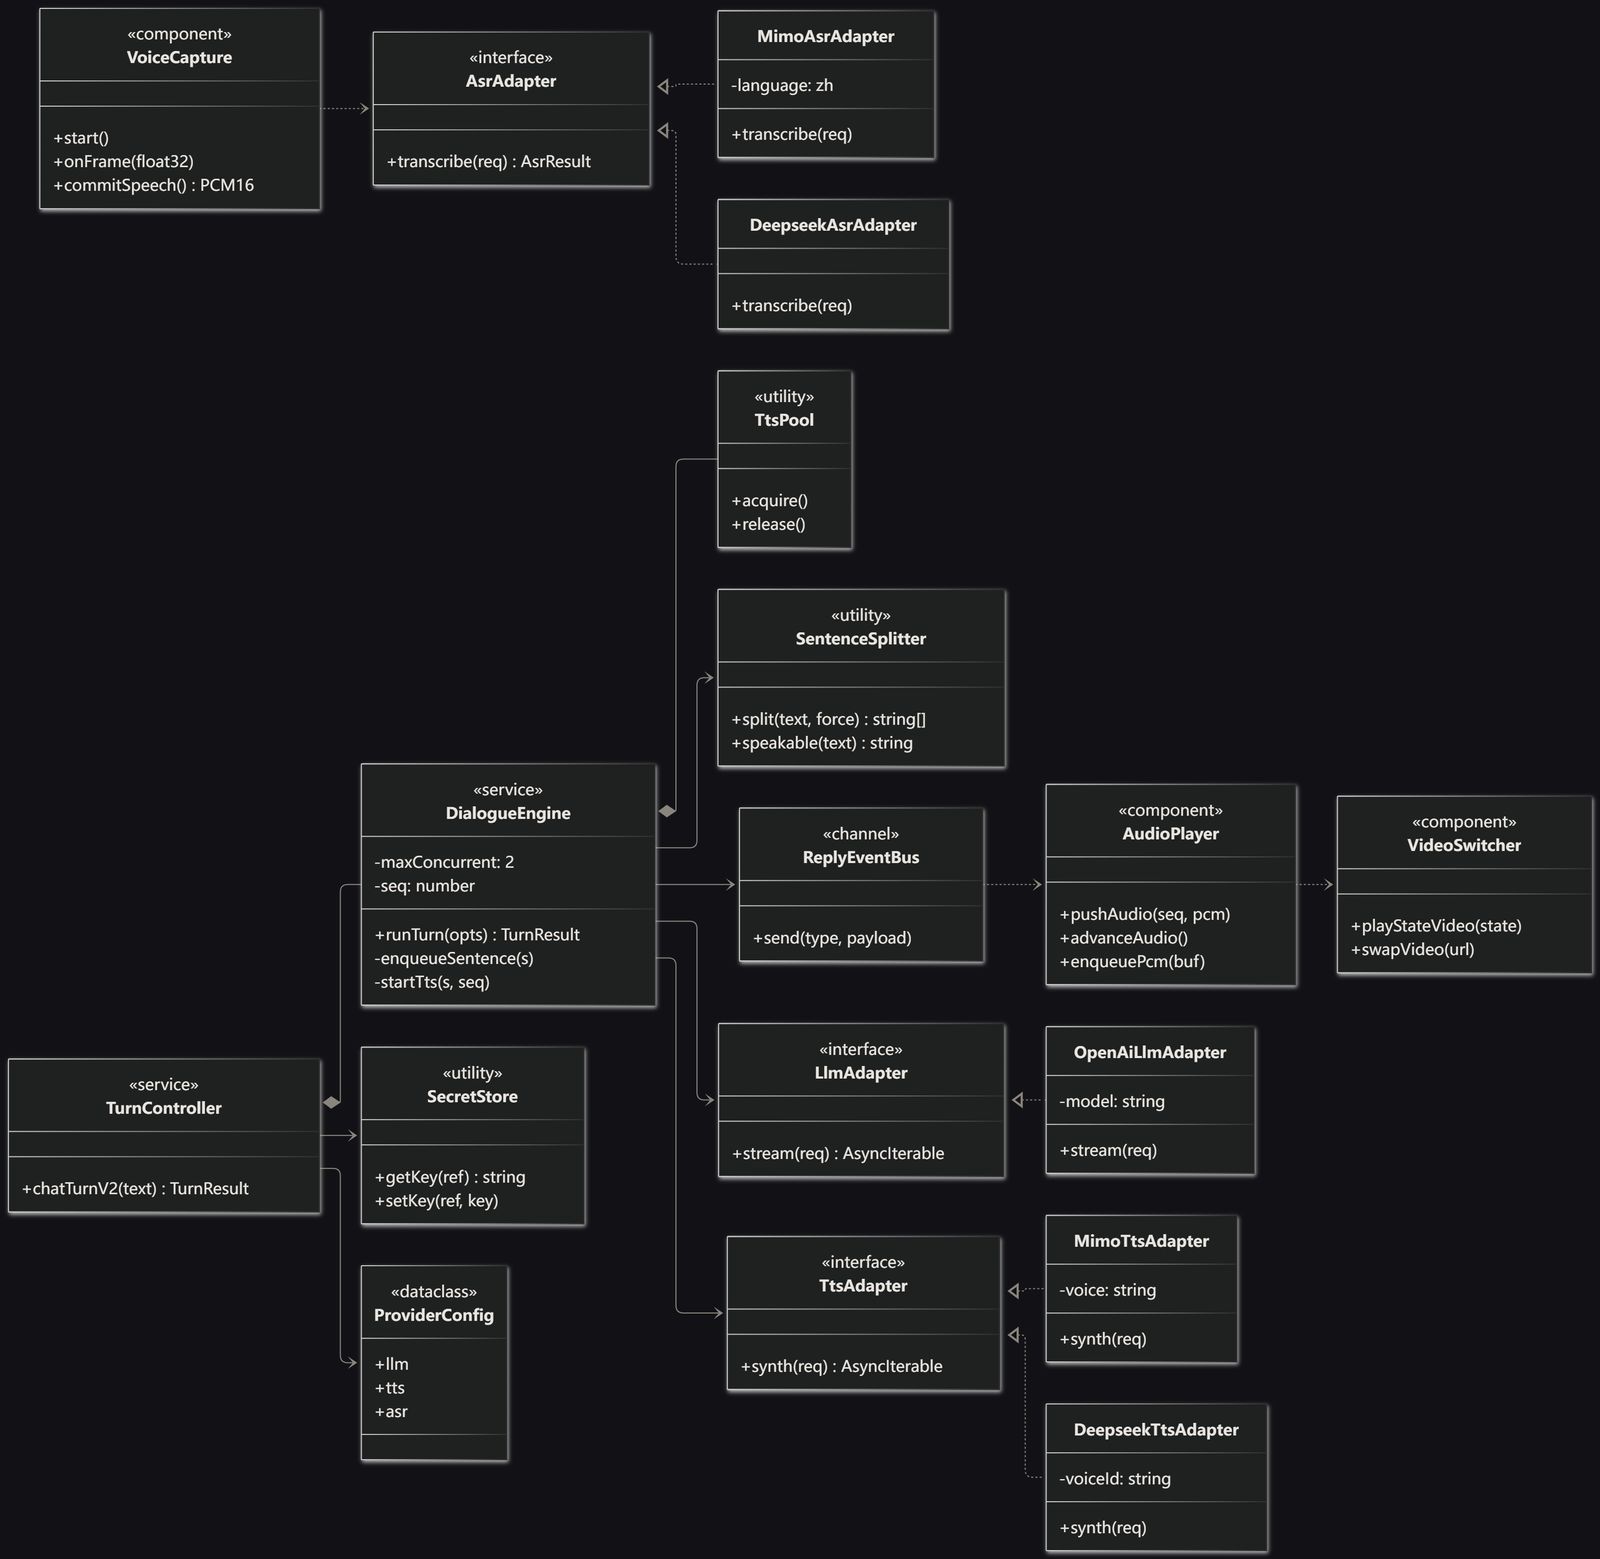 «component»
VoiceCapture
+start()
+onFrame(float32)
+commitSpeech() : PCM16
«interface»
AsrAdapter
+transcribe(req) : AsrResult
MimoAsrAdapter
-language: zh
+transcribe(req)
DeepseekAsrAdapter
+transcribe(req)
«utility»
TtsPool
+acquire()
+release()
«utility»
SentenceSplitter
+split(text, force) : string[]
+speakable(text) : string
«service»
DialogueEngine
-maxConcurrent: 2
-seq: number
+runTurn(opts) : TurnResult
-enqueueSentence(s)
-startTts(s, seq)
«channel»
ReplyEventBus
+send(type, payload)
«component»
AudioPlayer
+pushAudio(seq, pcm)
+advanceAudio()
+enqueuePcm(buf)
«component»
VideoSwitcher
+playStateVideo(state)
+swapVideo(url)
«service»
TurnController
+chatTurnV2(text) : TurnResult
«utility»
SecretStore
+getKey(ref) : string
+setKey(ref, key)
«interface»
LlmAdapter
+stream(req) : AsyncIterable
OpenAiLlmAdapter
-model: string
+stream(req)
«dataclass»
ProviderConfig
+llm
+tts
+asr
«interface»
TtsAdapter
+synth(req) : AsyncIterable
MimoTtsAdapter
-voice: string
+synth(req)
DeepseekTtsAdapter
-voiceId: string
+synth(req)